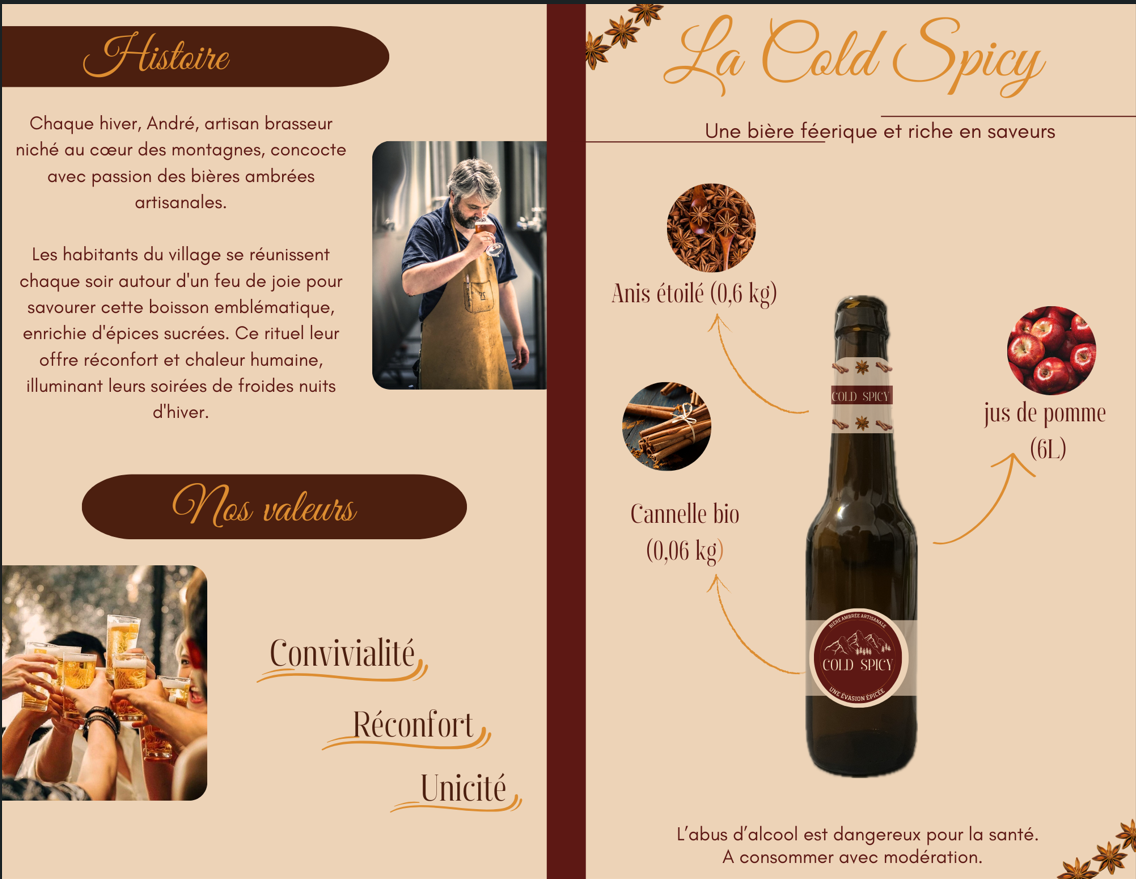 Histoire
Chaque hiver, André, artisan brasseur
niché au cœur des montagnes, concocte
avec passion des bières ambrées
artisanales.
Les habitants du village se réunissent
chaque soir autour d'un feu de joie pour
savourer cette boisson emblématique,
enrichie d'épices sucrées. Ce rituel leur
offre réconfort et chaleur humaine,
illuminant leurs soirées de froides nuits
d'hiver.
Nos valeurs
Convivialité
Réconfort
Unicité
La Cold Spicy
Une bière féerique et riche en saveurs
Anis étoilé (0,6 kg)
Cannelle bio
(0,06 kg)
jus de pomme
(6L)
COLD SPICY
BIÈRE AMBRÉE ARTISANALE
COLD SPICY
UNE ÉVASION ÉPICÉE
L’abus d’alcool est dangereux pour la santé.
A consommer avec modération.